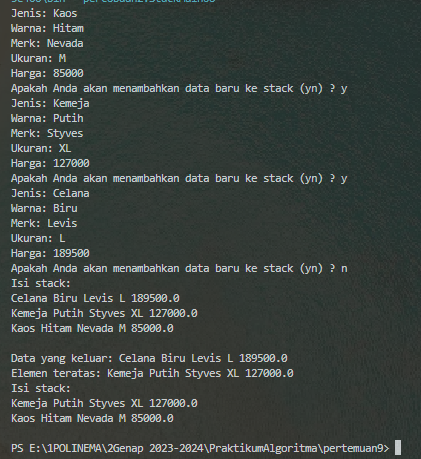 Jenis: Kaos
Warna: Hitam
Merk: Nevada
Ukuran: M
Harga: 85000
Apakah Anda akan menambahkan data baru ke stack (yn) ? y
Jenis: Kemeja
Warna: Putih
Merk: Styves
Ukuran: XL
Harga: 127000
Apakah Anda akan menambahkan data baru ke stack (yn) ? y
Jenis: Celana
Warna: Biru
Merk: Levis
Ukuran: L
Harga: 189500
Apakah Anda akan menambahkan data baru ke stack (yn) ? n
Isi stack:
Celana Biru Levis L 189500.0
Kemeja Putih Styves XL 127000.0
Kaos Hitam Nevada M 85000.0

Data yang keluar: Celana Biru Levis L 189500.0
Elemen teratas: Kemeja Putih Styves XL 127000.0
Isi stack:
Kemeja Putih Styves XL 127000.0
Kaos Hitam Nevada M 85000.0

PS E:\1POLINEMA\2Genap 2023-2024\PraktikumAlgoritma\pertemuan9>